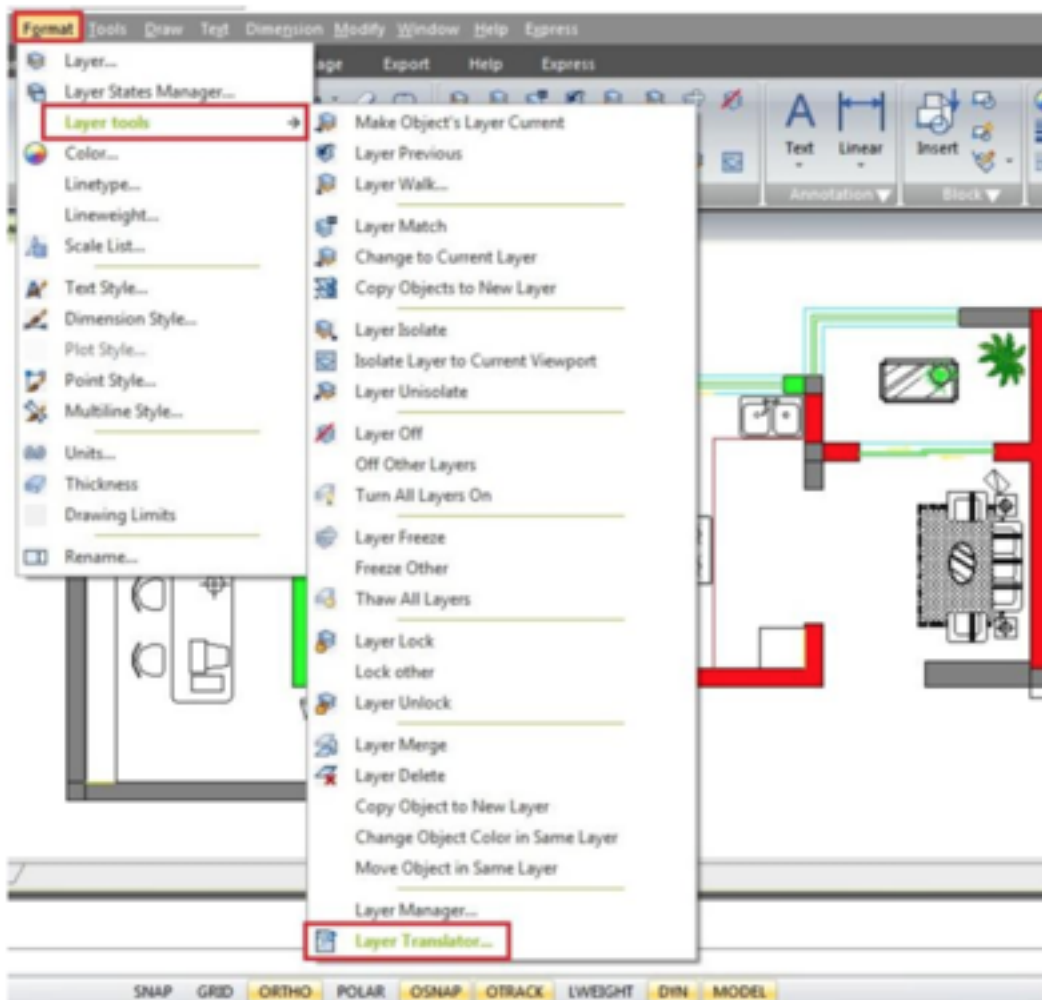 Format Tools Draw Text Dimension Modify Window Help Express
age Export Help Express
Layer...
Layer States Manager...
Layer tools
Color...
Linetype...
Lineweight...
Scale List...
Text Style...
Dimension Style...
Plot Style...
Point Style...
Multiline Style...
Units...
Thickness
Drawing Limits
Rename...
Make Object's Layer Current
Layer Previous
Layer Walk...
Layer Match
Change to Current Layer
Copy Objects to New Layer
Layer Isolate
Isolate Layer to Current Viewport
Layer Unisolate
Layer Off
Off Other Layers
Turn All Layers On
Layer Freeze
Freeze Other
Thaw All Layers
Layer Lock
Lock other
Layer Unlock
Layer Merge
Layer Delete
Copy Object to New Layer
Change Object Color in Same Layer
Move Object in Same Layer
Layer Manager...
Layer Translator...
Text Linear Insert
Annotation Block
SNAP GRID ORTHO POLAR OSNAP OTRACK LWEIGHT DYN MODEL